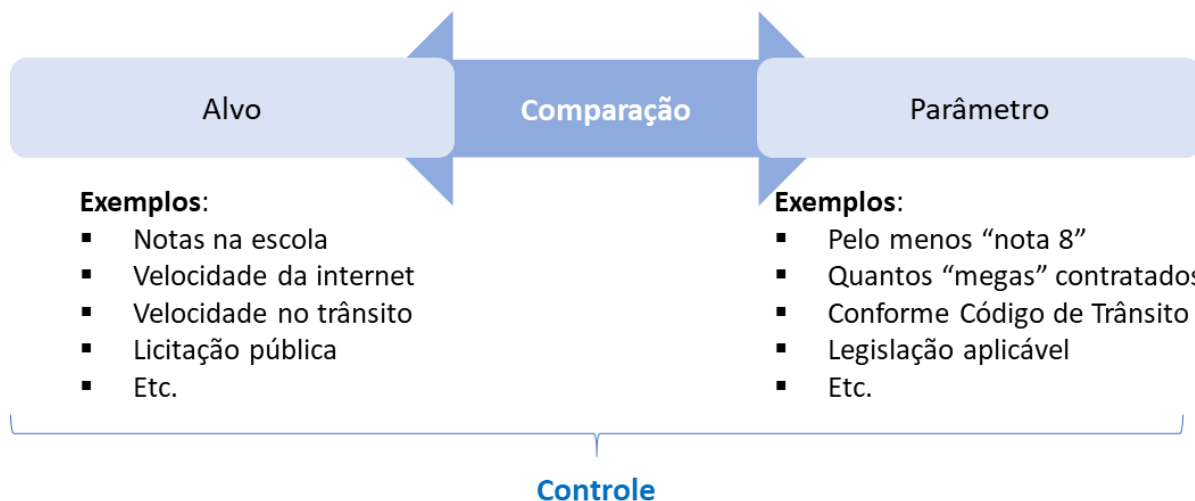 Alvo
Comparação
Parâmetro
Exemplos:
▪ Notas na escola
▪ Velocidade da internet
▪ Velocidade no trânsito
▪ Licitação pública
▪ Etc.
Exemplos:
▪ Pelo menos “nota 8”
▪ Quantos “megas” contratados
▪ Conforme Código de Trânsito
▪ Legislação aplicável
▪ Etc.
Controle